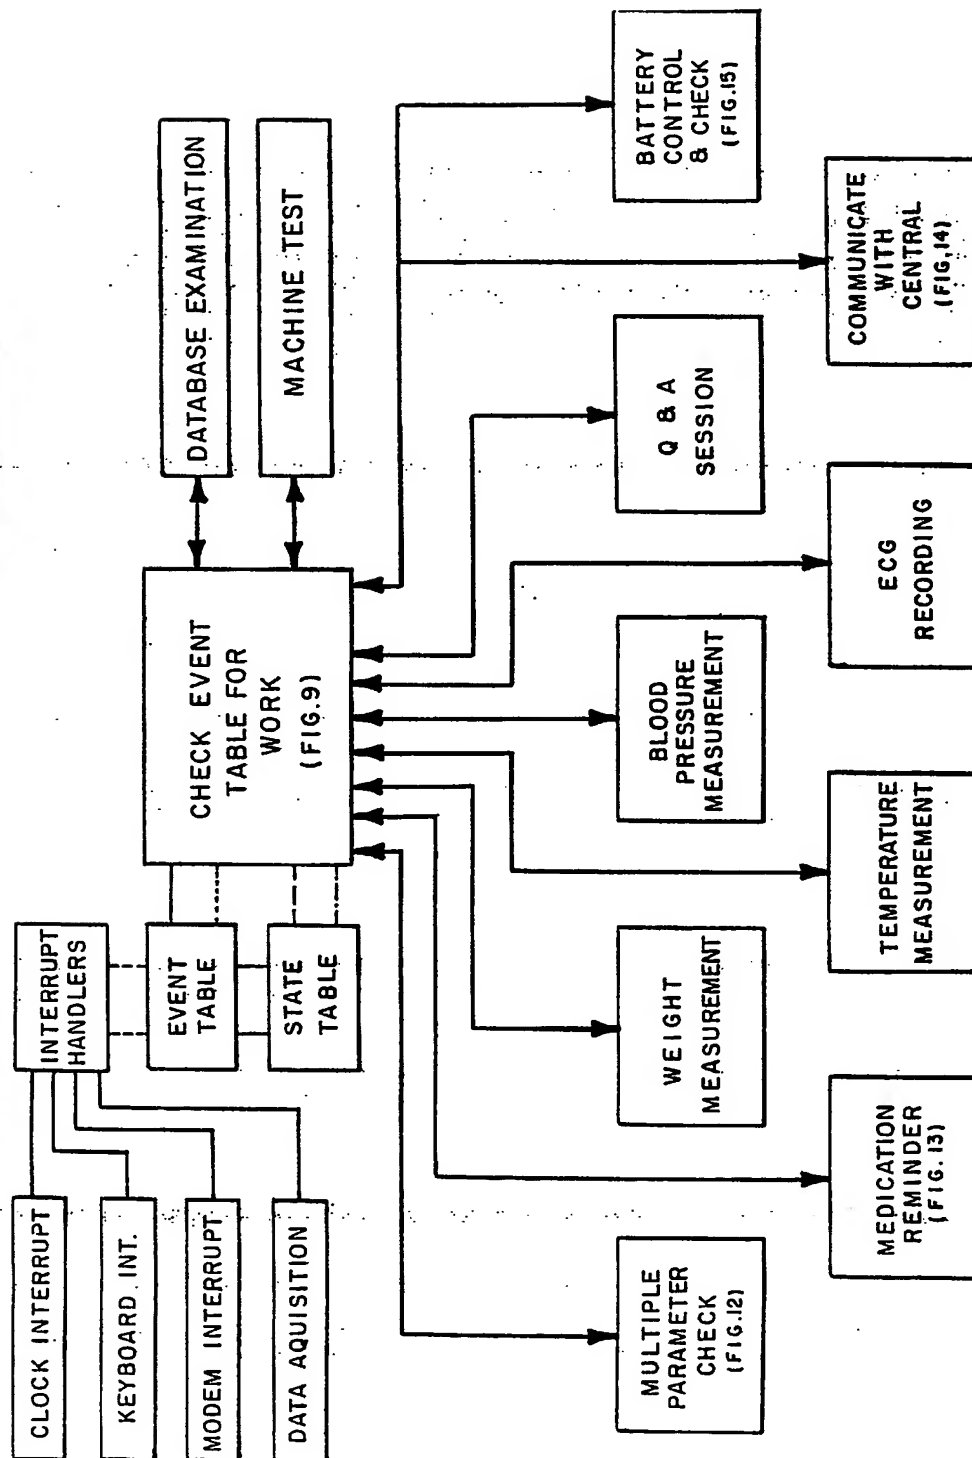 CLOCK INTERRUPT
KEYBOARD INT.
MODEM INTERRUPT
DATA AQUISITION
INTERRUPT
HANDLERS
EVENT
TABLE
STATE
TABLE
CHECK EVENT
TABLE FOR
WORK
(FIG.9)
DATABASE EXAMINATION
MACHINE TEST
MULTIPLE
PARAMETER
CHECK
(FIG.12)
MEDICATION
REMINDER
(FIG. 13)
WEIGHT
MEASUREMENT
TEMPERATURE
MEASUREMENT
BLOOD
PRESSURE
MEASUREMENT
ECG
RECORDING
Q & A
SESSION
COMMUNICATE
WITH
CENTRAL
(FIG,14)
BATTERY
CONTROL
& CHECK
(FIG.15)